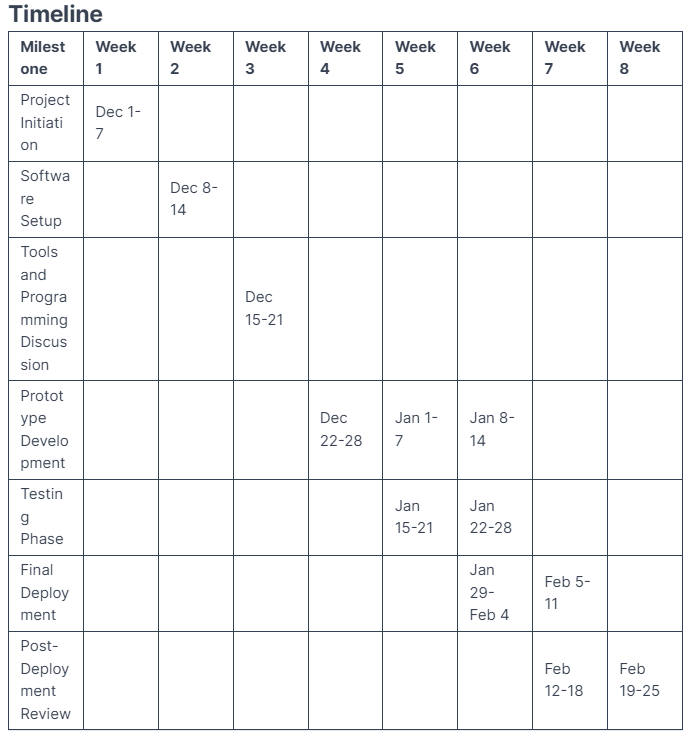 Timeline
Milest
one
Week
1
Week
2
Week
3
Week
4
Week
5
Week
6
Week
7
Week
8
Project
Initiati
on
Dec 1-
7
Softwa
re
Setup
Dec 8-
14
Tools
and
Progra
mming
Discus
sion
Dec
15-21
Protot
ype
Develo
pment
Dec
22-28
Jan 1-
7
Jan 8-
14
Testin
g
Phase
Jan
15-21
Jan
22-28
Final
Deploy
ment
Jan
29-
Feb 4
Feb 5-
11
Post-
Deploy
ment
Review
Feb
12-18
Feb
19-25